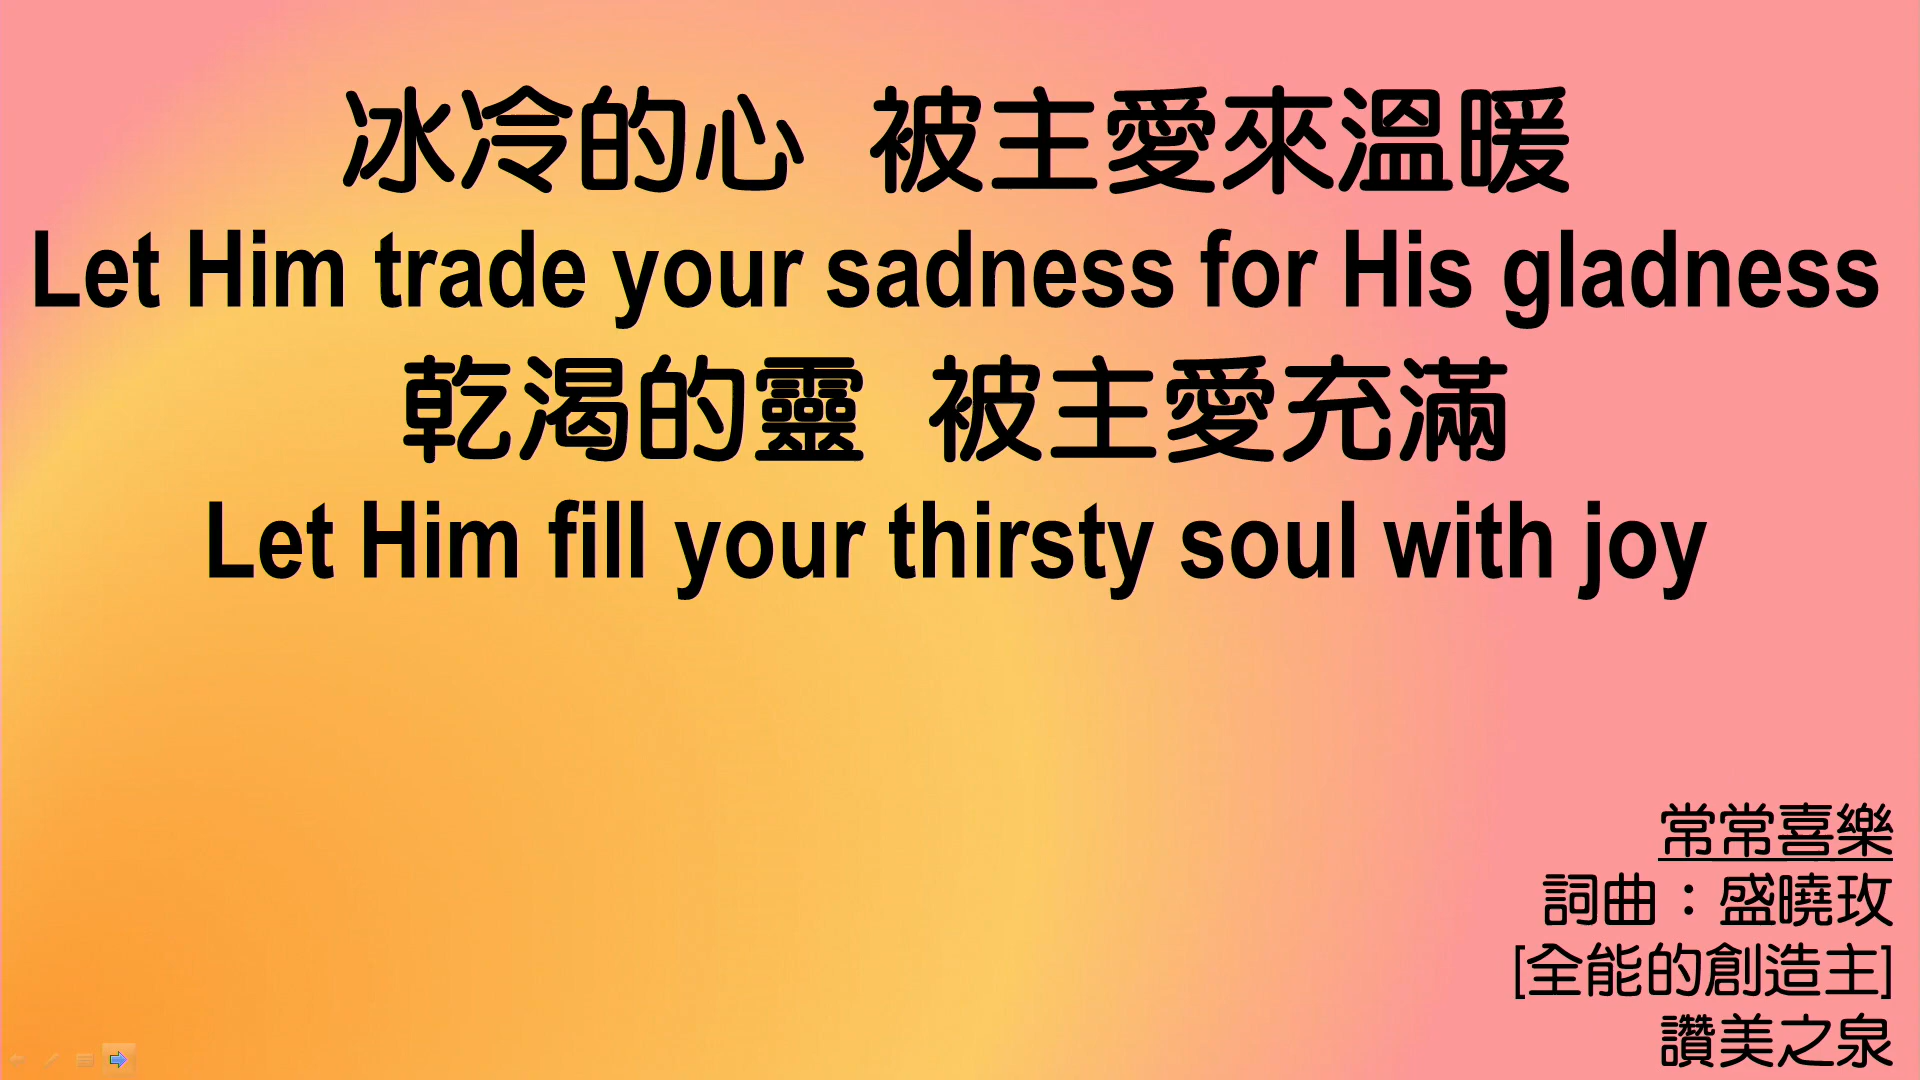 冰冷的心 被主愛來溫暖
Let Him trade your sadness for His gladness
乾渴的靈 被主愛充滿
Let Him fill your thirsty soul with joy
常常喜樂
詞曲：盛曉玫
[全能的創造主]
讚美之泉